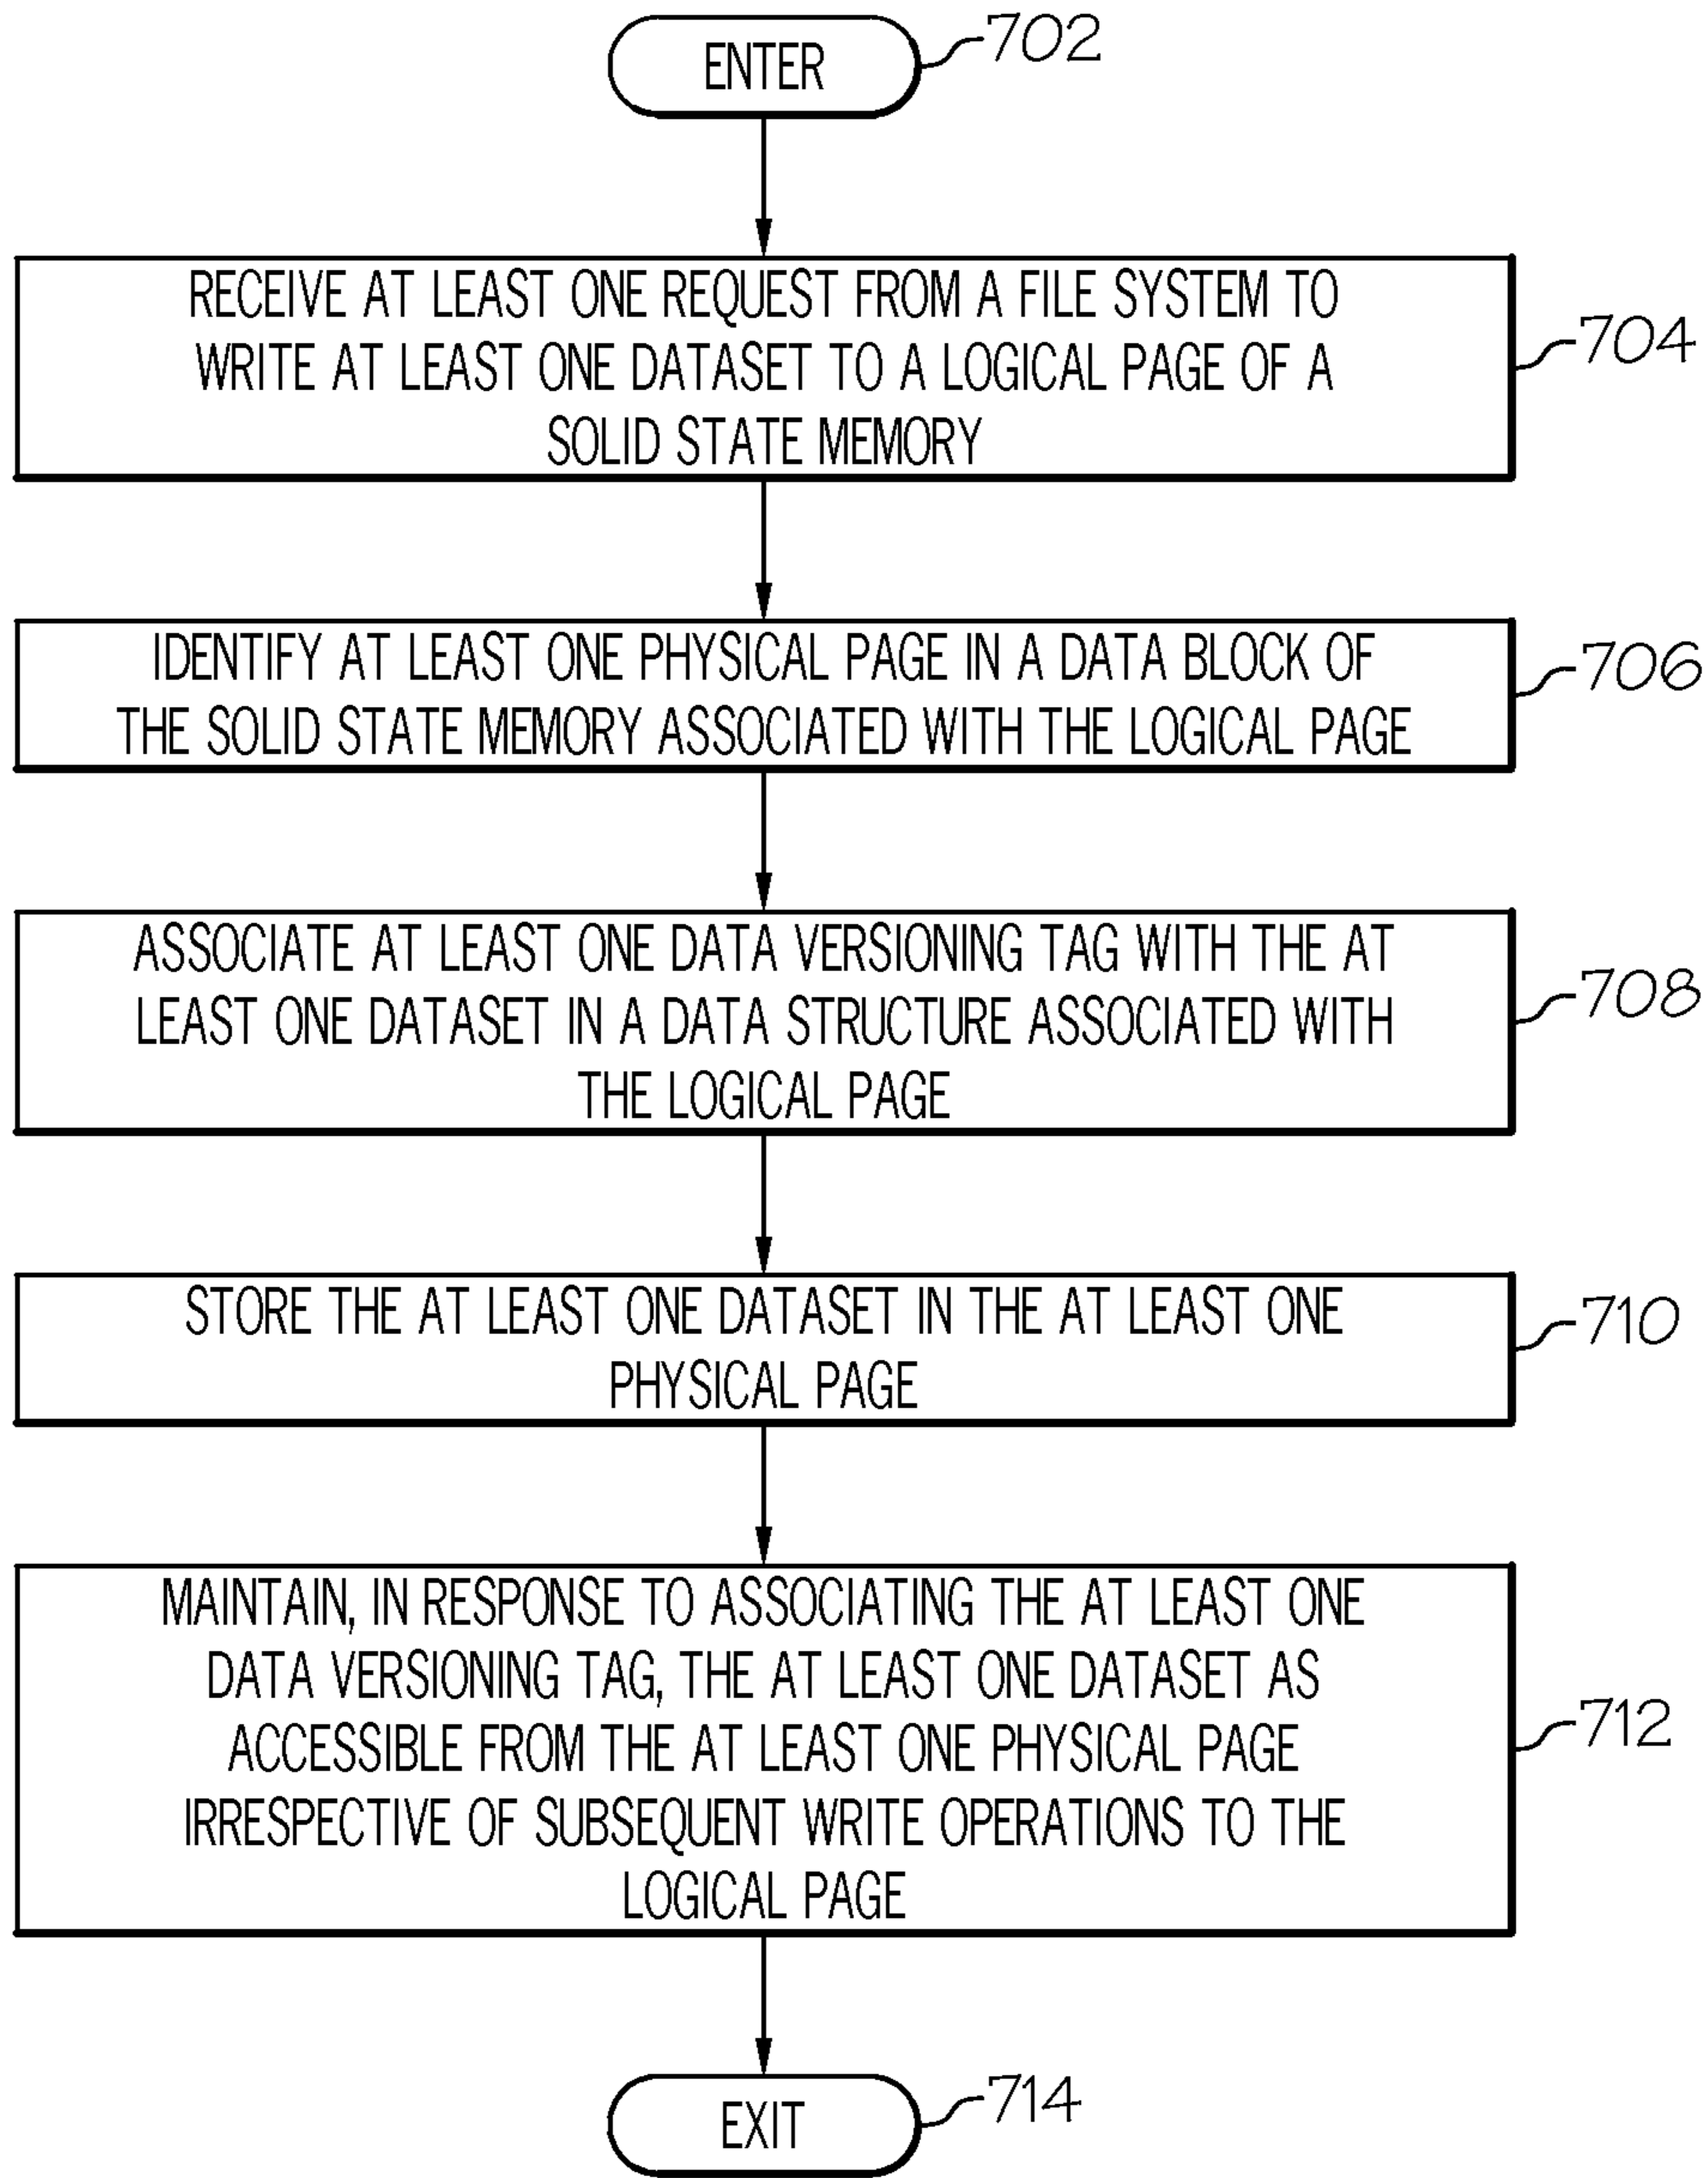 ENTER
702
RECEIVE AT LEAST ONE REQUEST FROM A FILE SYSTEM TO
WRITE AT LEAST ONE DATASET TO A LOGICAL PAGE OF A
SOLID STATE MEMORY
704
IDENTIFY AT LEAST ONE PHYSICAL PAGE IN A DATA BLOCK OF
THE SOLID STATE MEMORY ASSOCIATED WITH THE LOGICAL PAGE
706
ASSOCIATE AT LEAST ONE DATA VERSIONING TAG WITH THE AT
LEAST ONE DATASET IN A DATA STRUCTURE ASSOCIATED WITH
THE LOGICAL PAGE
708
STORE THE AT LEAST ONE DATASET IN THE AT LEAST ONE
PHYSICAL PAGE
710
MAINTAIN, IN RESPONSE TO ASSOCIATING THE AT LEAST ONE
DATA VERSIONING TAG, THE AT LEAST ONE DATASET AS
ACCESSIBLE FROM THE AT LEAST ONE PHYSICAL PAGE
IRRESPECTIVE OF SUBSEQUENT WRITE OPERATIONS TO THE
LOGICAL PAGE
712
EXIT
714